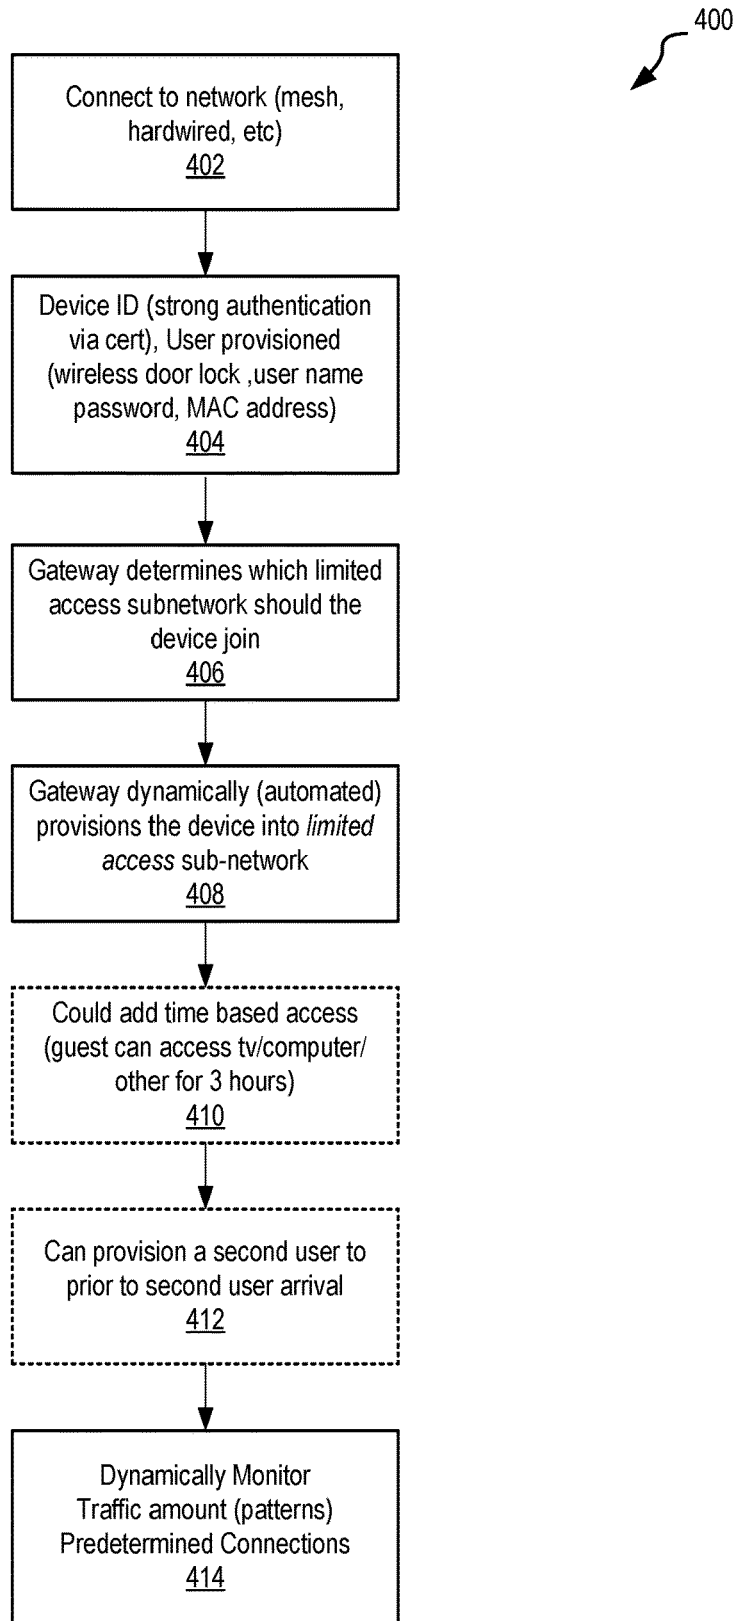 400
Connect to network (mesh,
hardwired, etc)
402
Device ID (strong authentication
via cert), User provisioned
(wireless door lock ,user name
password, MAC address)
404
Gateway determines which limited
access subnetwork should the
device join
406
Gateway dynamically (automated)
provisions the device into limited
access sub-network
408
Could add time based access
(guest can access tv/computer/
other for 3 hours)
410
Can provision a second user to
prior to second user arrival
412
Dynamically Monitor
Traffic amount (patterns)
Predetermined Connections
414